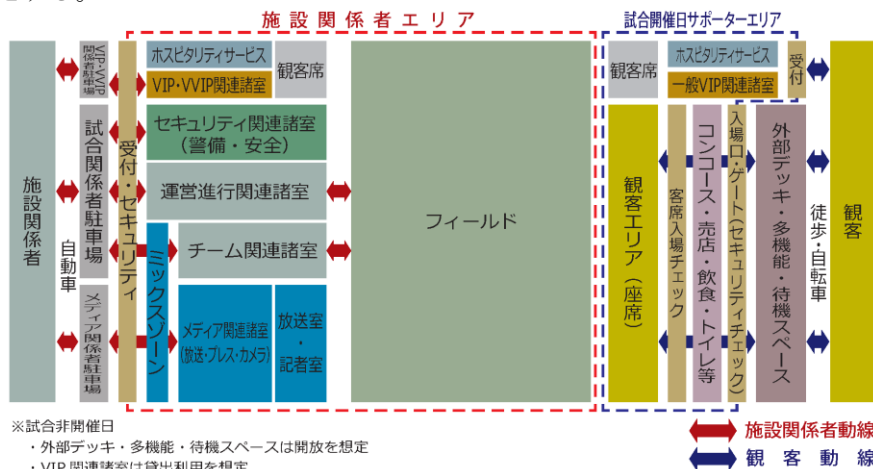 施設関係者エリア
試合開催日サポーターエリア
VIP・VVIP
関係者駐車場
ホスピタリティサービス
VIP・VVIP関連諸室
観客席
観客席
ホスピタリティサービス
一般VIP関連諸室
受付
施設関係者
自動車
試合関係者駐車場
メディア関係者駐車場
受付・セキュリティ
セキュリティ関連諸室
(警備・安全)
運営進行関連諸室
チーム関連諸室
ミックスゾーン
メディア関連諸室
(放送・プレス・カメラ)
放送室・記者室
フィールド
観客エリア(座席)
客席入場チェック
コンコース・売店・飲食・トイレ等
入場口・ゲート(セキュリティチェック)
外部デッキ・多機能・待機スペース
徒歩・自転車
観客
※試合非開催日
・外部デッキ・多機能・待機スペースは開放を想定
・VIP関連諸室は貸出利用を想定
施設関係者動線
観客動線